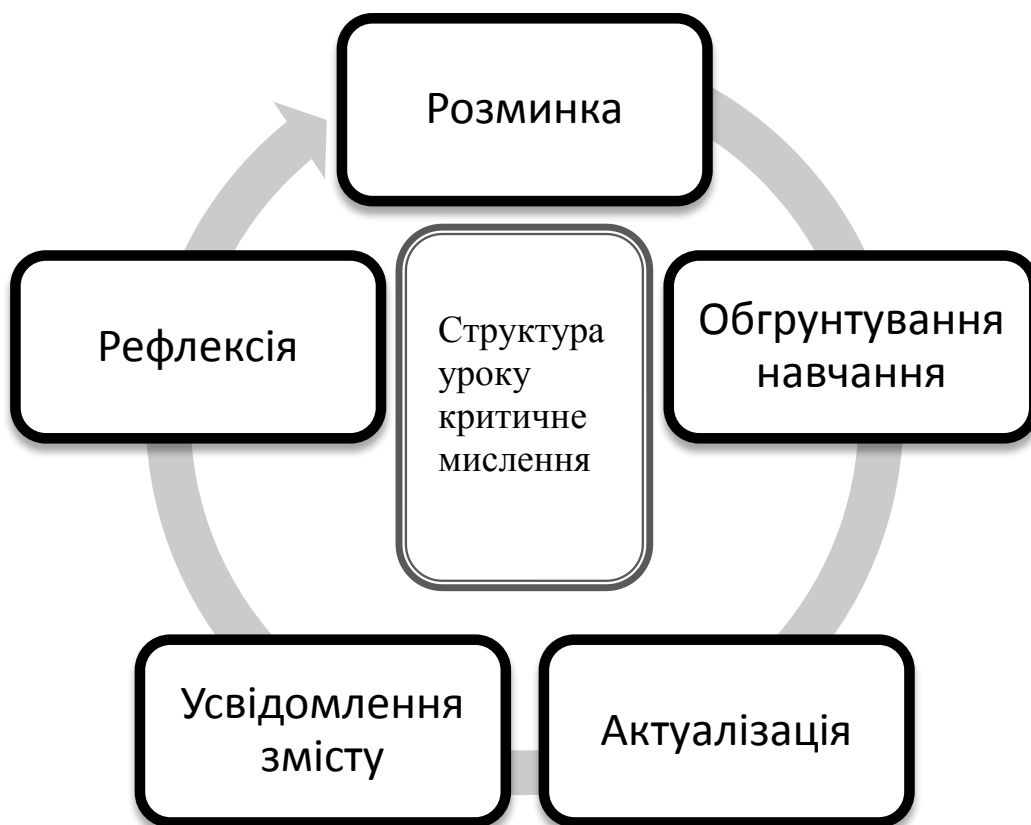 Розминка
Обгрунтування
навчання
Актуалізація
Усвідомлення
змісту
Рефлексія
Структура
уроку
критичне
мислення